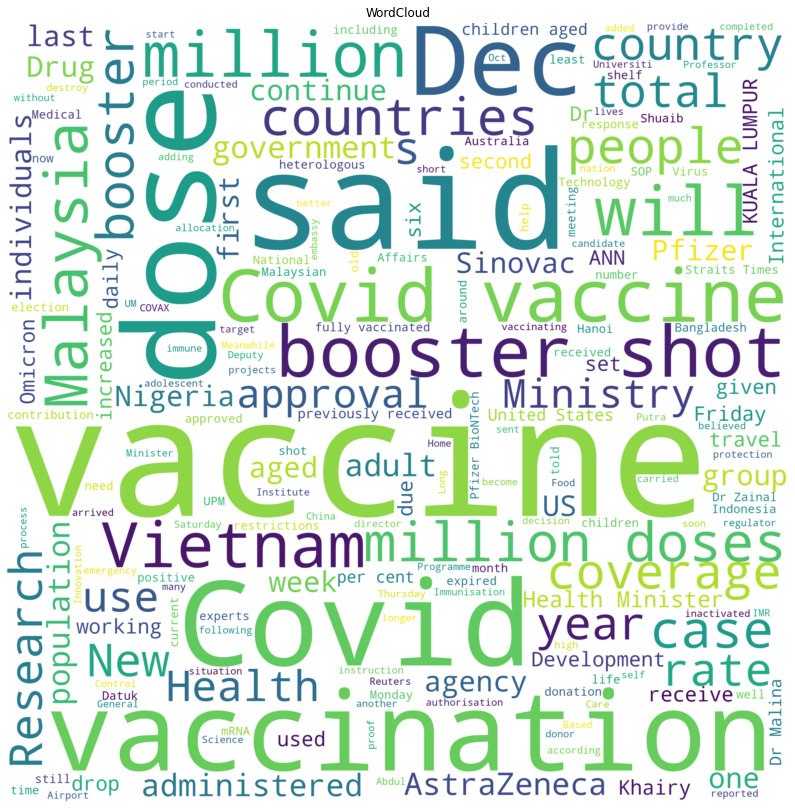 WordCloud
last
start
million
including
Dec
children aged
least
Oct
country
added
completed
provide
Universiti
Professor
Drug
booster
period
conducted
continue
shelf
destroy
without
Medical
countries
total
Dr
response
lives
Shuaib
KUALA LUMPUR
International
now
adding
governments
s
Australia
second
people
SOP
Virus
Technology
nation
much
individuals
Malaysia
dose
first
heterologous
short
said
better
help
meeting
will
allocation
embassy
six
candidate
National
Malaysian
old
Affairs
Sinovac
ANN
Pfizer
number
Straits Times
daily
election
UM
COVAX
Covid vaccine
around
Omicron
Increased
target
fully vaccinated
vaccinating
Hanoi
Bangladesh
immune
Meanwhile
Deputy
projects
booster shot
received
adolescent
Nigeria
approval
set
Ministry
given
contribution
approved
previously received
United States
Putra
believed
Friday
vaccine
shot
Minister
sent
told
protection
travel
need
UPM
aged
Home
adult
Long
Pfizer BioNTech
Food
carried
group
Institute
due
become
US
Dr Zainal
Indonesia
process
arrived
Saturday
restrictions
China
director
decision
children
soon
regulator
Vietnam
million doses
Research
population
Innovation
emergency
positive
many
week
per cent
Programme
month
Thursday
Immunisation
expired
coverage
Health Minister
inactivated
IMR
use
working
current
experts
following
Covid
longer
high
year
case
New
situation
Control
Datuk
General
Health
instruction
Reuters
Monday
another
authorisation
agency
Development
donation
life
self
Care
Based
receive
rate
well
Dr Malina
mRNA
Science
used
proof
donor
according
vaccination
still
time
Airport
drop
administered
Abdul
AstraZeneca
Khairy
one
reported